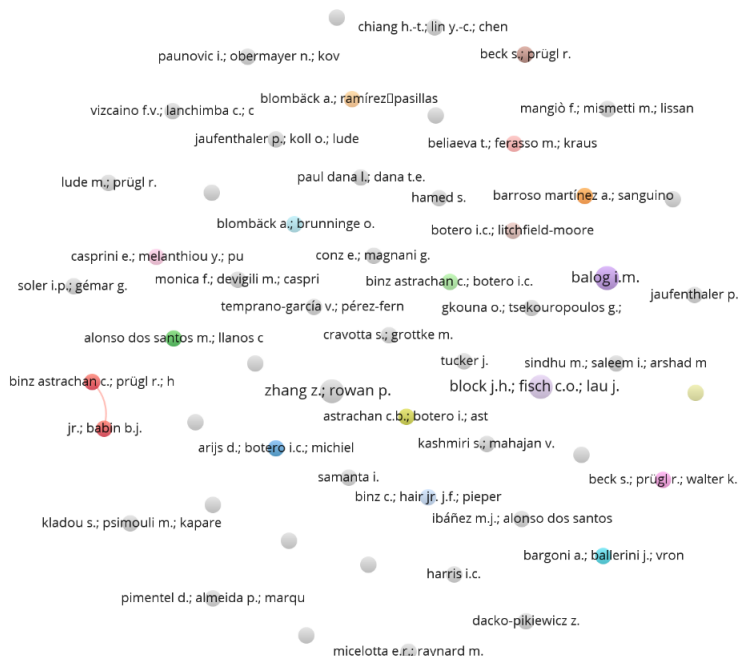 chiang h.-t.; lin y.-c.; chen
paunovic i.; obermayer n.; kov
beck s.; prügl r.
blombäck a.; ramírez▯pasillas
vizcaino f.v.; lanchimba c.; c
mangiò f.; mismetti m.; lissan
jaufenthaler p.; koll o.; lude
beliaeva t.; ferasso m.; kraus
lude m.; prügl r.
paul dana l.; dana t.e.
hamed s.
barroso martínez a.; sanguino
blombäck a.; brunninge o.
botero i.c.; litchfield-moore
casprini e.; melanthiou y.; pu
conz e.; magnani g.
soler i.p.; gémar g.
monica f.; devigili m.; caspri
binz astrachan c.; botero i.c.
balog i.m.
jaufenthaler p.
temprano-garcía v.; pérez-fern
gkouna o.; tsekouropoulos g.;
alonso dos santos m.; llanos c
cravotta s.; grottke m.
tucker j.
sindhu m.; saleem i.; arshad m
binz astrachan c.; prügl r.; h
zhang z.; rowan p.
block j.h.; fisch c.o.; lau j.
astrachan c.b.; botero i.; ast
jr.; babin b.j.
arijs d.; botero i.c.; michiel
kashmiri s.; mahajan v.
samanta i.
beck s.; prügl r.; walter k.
binz c.; hair jr. j.f.; pieper
kladou s.; psimouli m.; kapare
ibáñez m.j.; alonso dos santos
bargoni a.; ballerini j.; vron
harris i.c.
pimentel d.; almeida p.; marqu
dacko-pikiewicz z.
micelotta e.r.; raynard m.